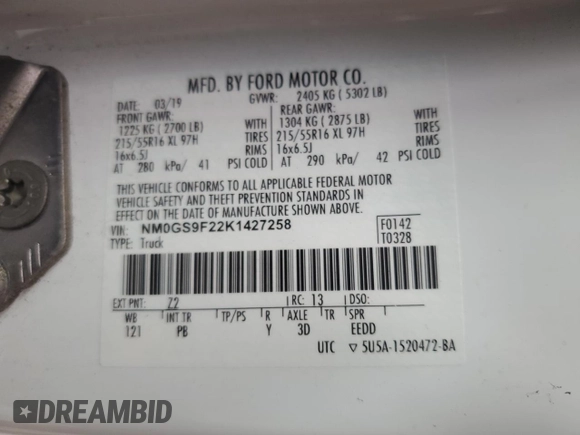 MFD. BY FORD MOTOR CO.
DATE: 03/19 GVWR: 2405 KG ( 5302 LB)
FRONT GAWR: REAR GAWR:
1225 KG ( 2700 LB) WITH 1304 KG ( 2875 LB) WITH
215/55R16 XL 97H TIRES 215/55R16 XL 97H TIRES
16x6.5J RIMS 16x6.5J RIMS
AT 280 kPa/ 41 PSI COLD AT 290 kPa/ 42 PSI COLD
THIS VEHICLE CONFORMS TO ALL APPLICABLE FEDERAL MOTOR
VEHICLE SAFETY AND THEFT PREVENTION STANDARDS IN
EFFECT ON THE DATE OF MANUFACTURE SHOWN ABOVE.
VIN: NM0GS9F22K1427258 F0142
TYPE: Truck T0328
EXT PNT: Z2 RC: 13 DSO:
WB INT TR TP/PS R AXLE TR SPR
121 PB Y 3D EEDD
UTC ▽ 5U5A-1520472-BA
DREAMBID